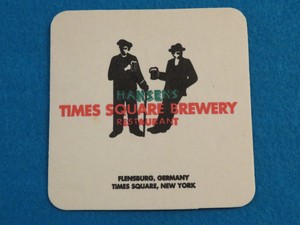 HANSENS
TIMES SQUARE BREWERY
RESTAURANT
FLENSBURG, GERMANY
TIMES SQUARE, NEW YORK